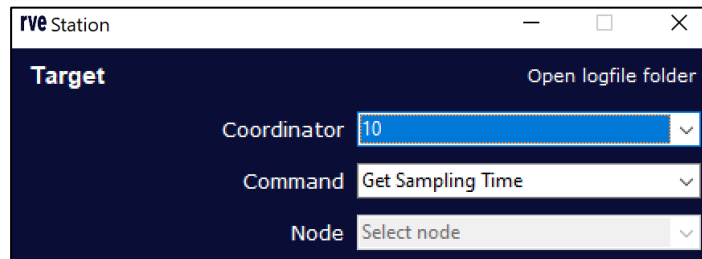 rve Station
Target Open logfile folder
Coordinator 10
Command Get Sampling Time
Node Select node